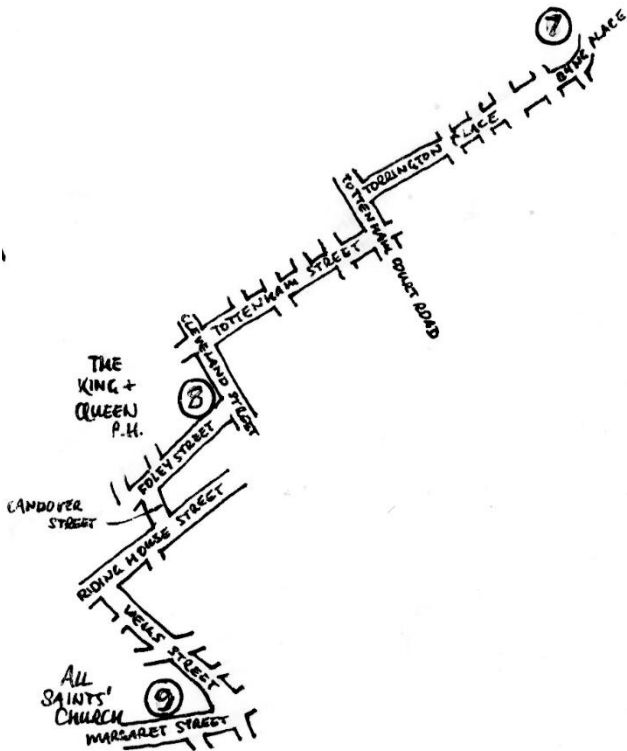 7
BYNG PLACE
TORRINGTON PLACE
TOTTENHAM COURT ROAD
TOTTENHAM STREET
CLEVELAND STREET
THE
KING +
QUEEN
P.H.
8
FOLEY STREET
CANDOVER
STREET
RIDING HOUSE STREET
WELLS STREET
ALL
SAINTS'
CHURCH
9
MARGARET STREET